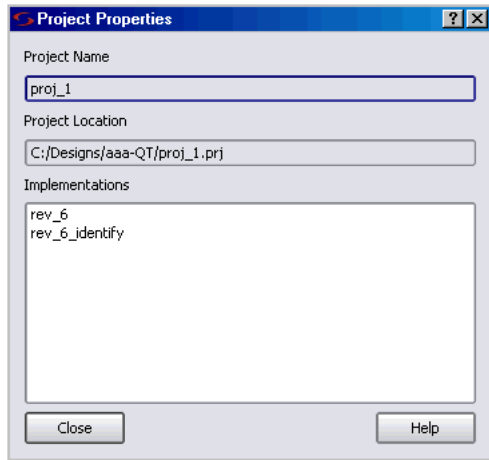 Project Properties
Project Name
proj_1
Project Location
C:/Designs/aaa-QT/proj_1.prj
Implementations
rev_6
rev_6_identify
Close Help